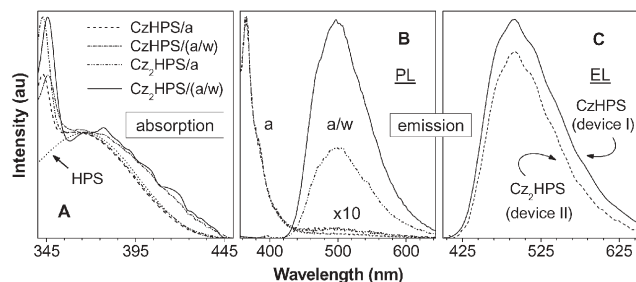 CzHPS/a
CzHPS/(a/w)
Cz₂HPS/a
Cz₂HPS/(a/w)
absorption
HPS
A
Intensity (au)
345 395 445
B
PL
a
a/w
x10
emission
400 500 600
C
EL
CzHPS
(device I)
Cz₂HPS
(device II)
425 525 625
Wavelength (nm)